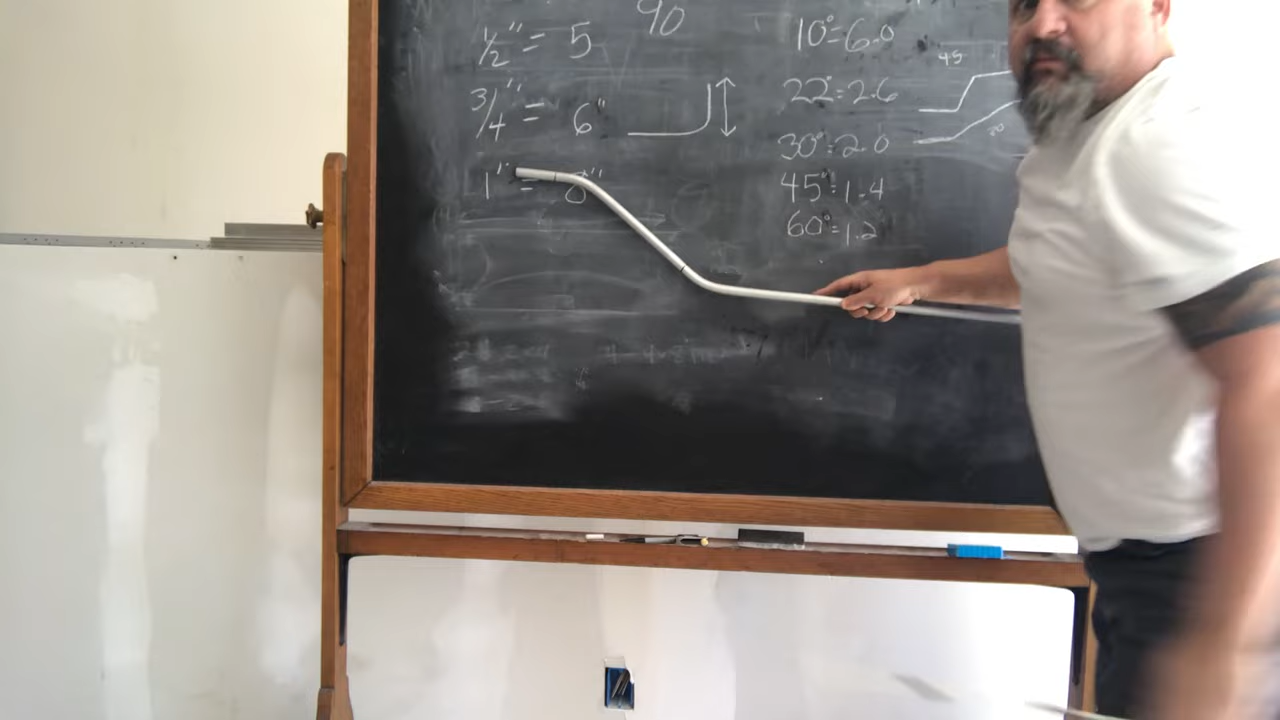 90
1/2" = 5
3/4" = 6"
1" = 8"
10°=6.0
22°=2.6
30°=2.0
45°=1.4
60°=1.2
45